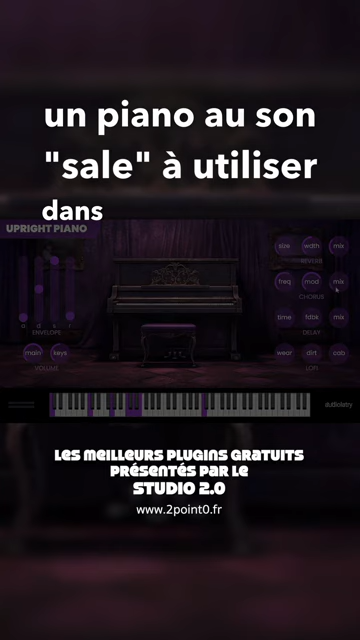 un piano au son
"sale" à utiliser
dans
UPRIGHT PIANO
size width mix
REVERB
freq mod mix
CHORUS
time fdbk mix
DELAY
a d s r
ENVELOPE
main keys
VOLUME
wear dirt cab
LOFI
audiolatry
Les meilleurs plugins gratuits
présentés par le
STUDIO 2.0
www.2point0.fr